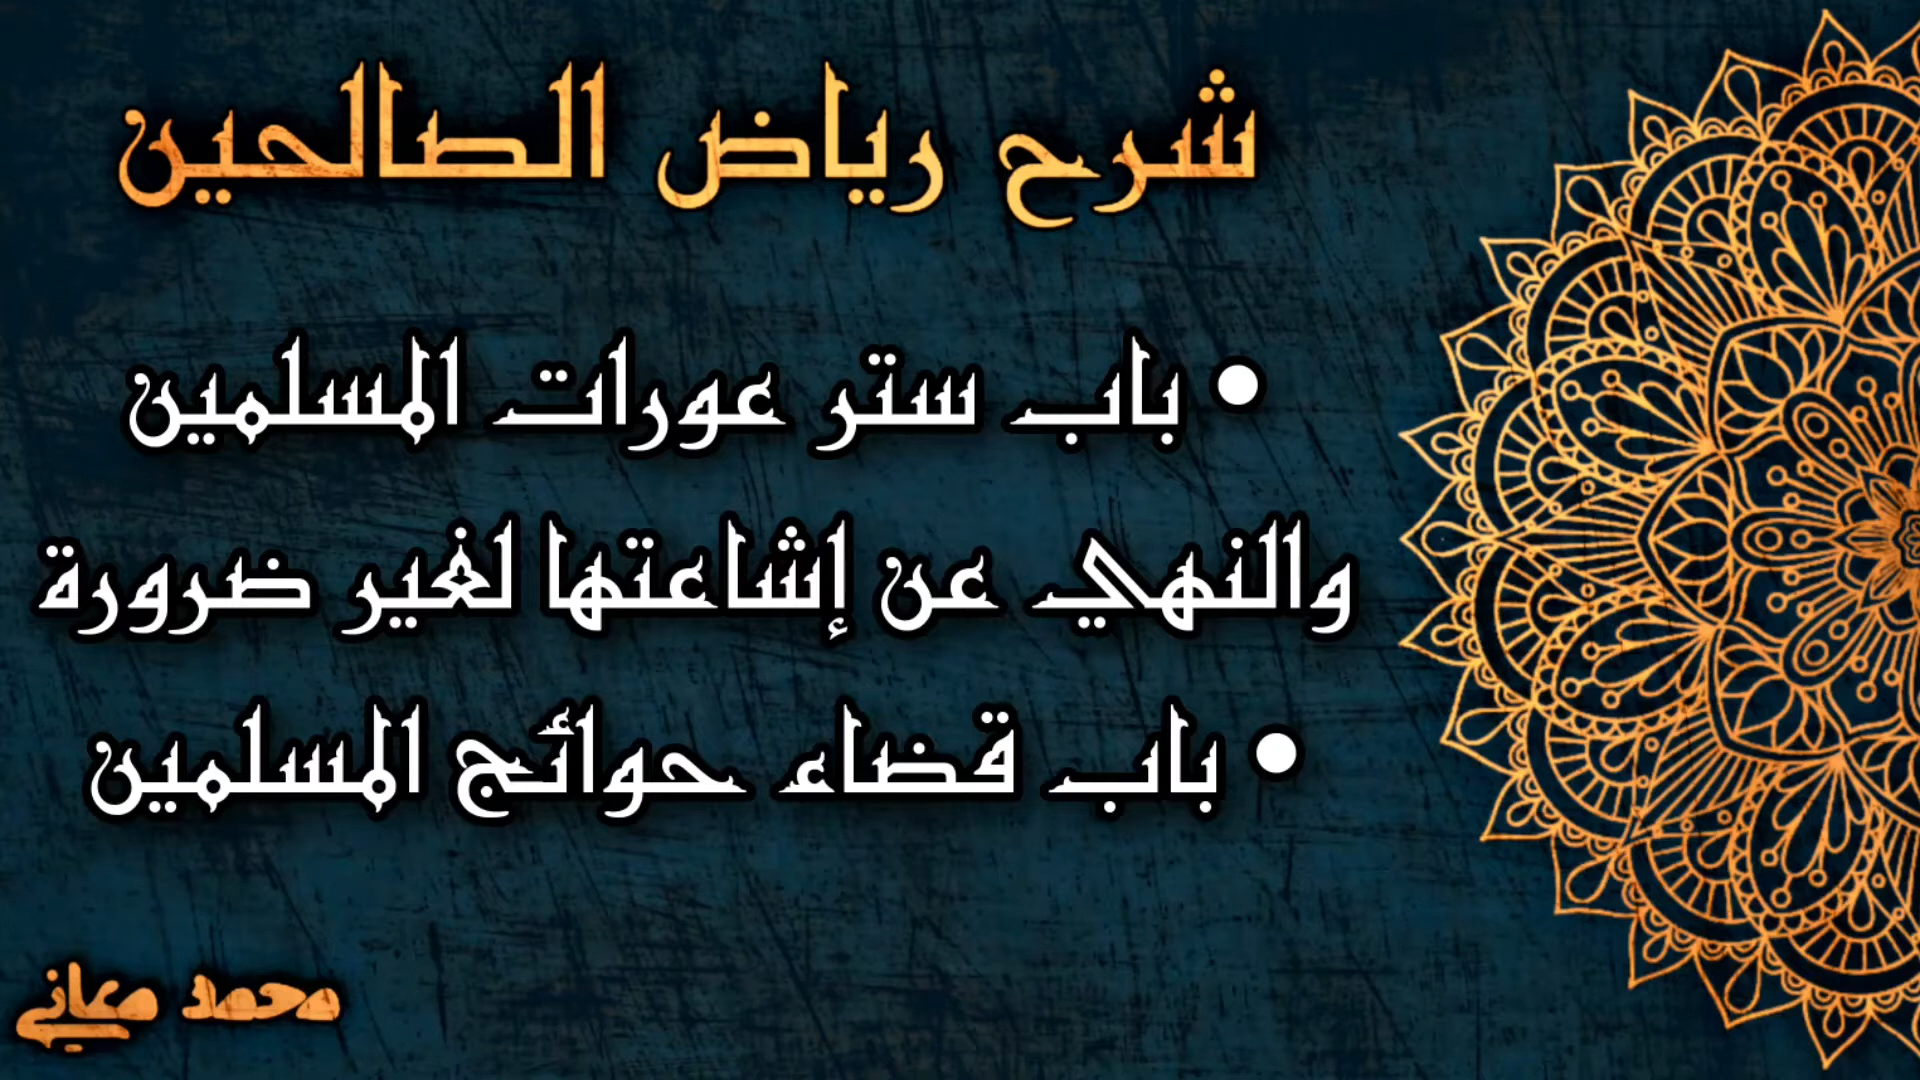 شرح رياض الصالحين
• باب ستر عورات المسلمين
والنهي عن إشاعتها لغير ضرورة
• باب قضاء حوائج المسلمين
محمد معاني